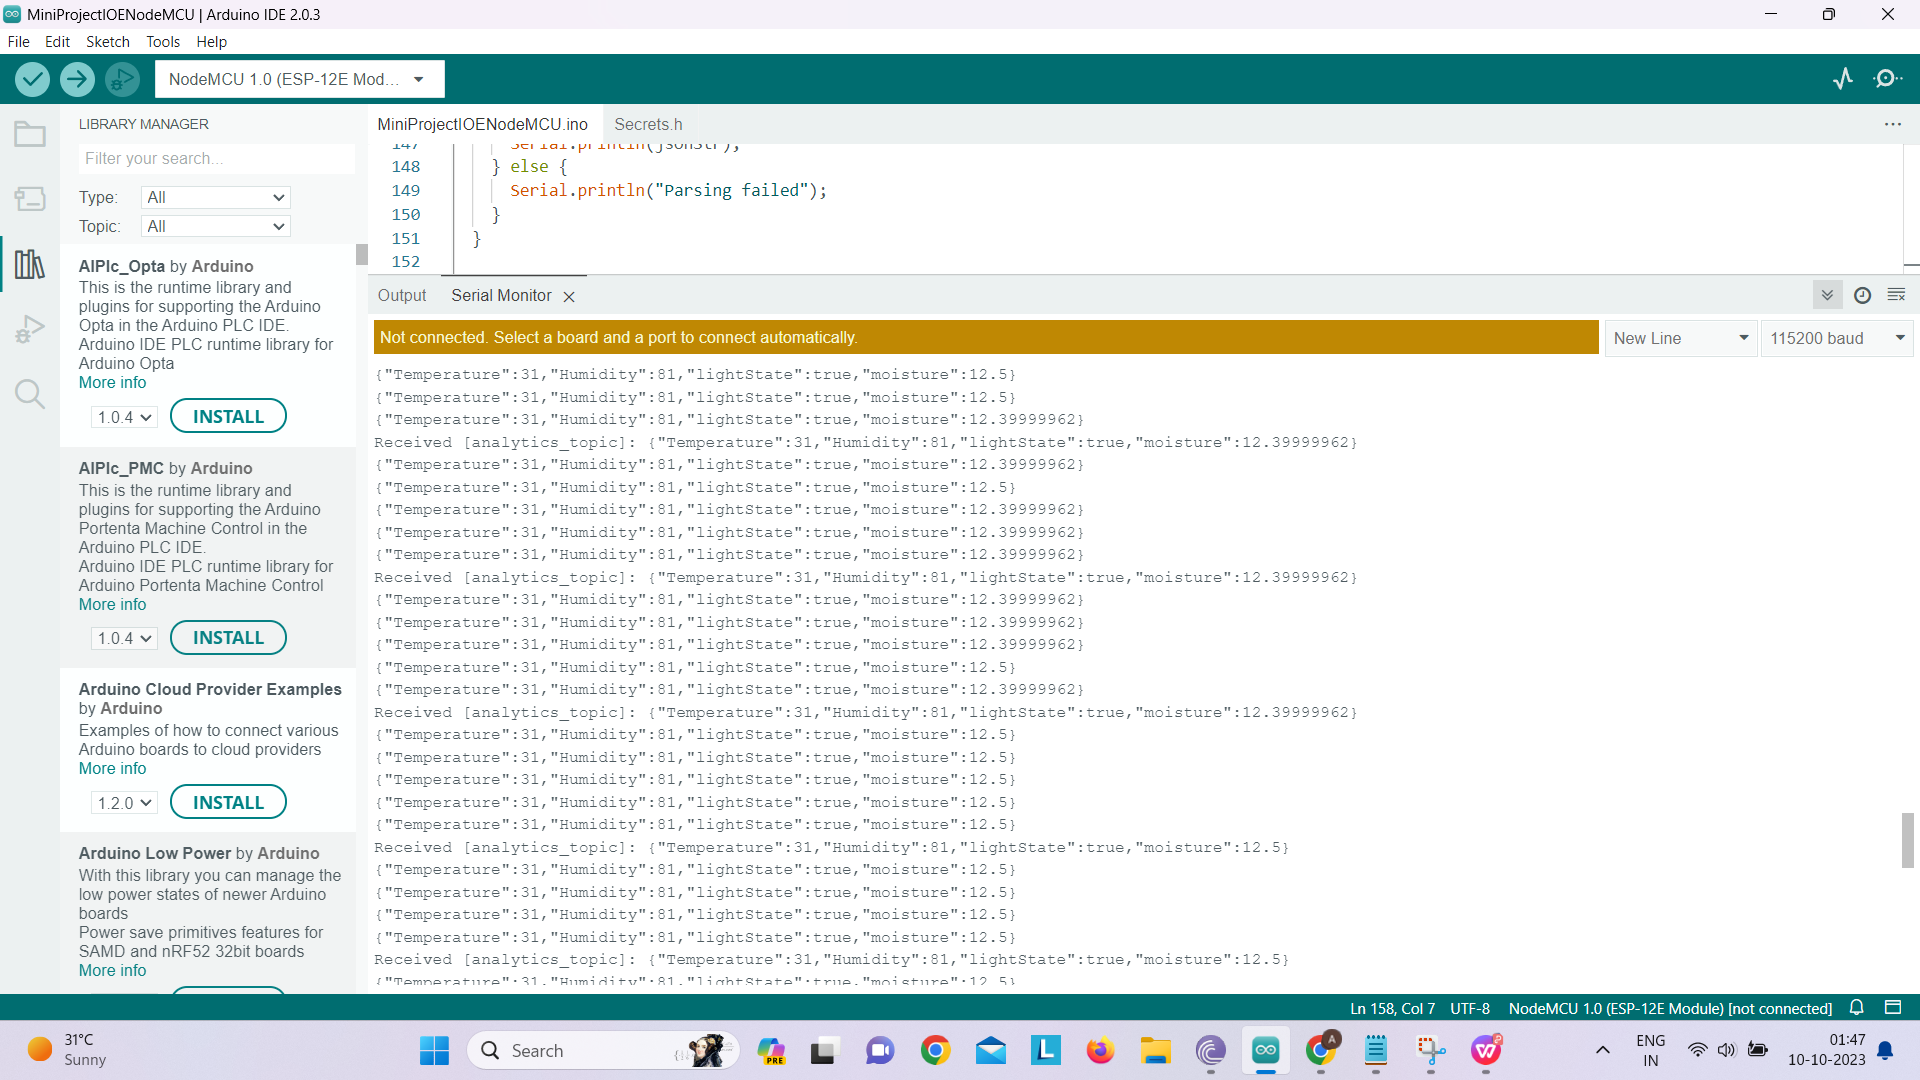 MiniProjectIOENodeMCU | Arduino IDE 2.0.3
File Edit Sketch Tools Help
NodeMCU 1.0 (ESP-12E Mod...
LIBRARY MANAGER
Filter your search...
Type: All
Topic: All
AIPlc_Opta by Arduino
This is the runtime library and
plugins for supporting the Arduino
Opta in the Arduino PLC IDE.
Arduino IDE PLC runtime library for
Arduino Opta
More info
1.0.4 INSTALL
AIPlc_PMC by Arduino
This is the runtime library and
plugins for supporting the Arduino
Portenta Machine Control in the
Arduino PLC IDE.
Arduino IDE PLC runtime library for
Arduino Portenta Machine Control
More info
1.0.4 INSTALL
Arduino Cloud Provider Examples
by Arduino
Examples of how to connect various
Arduino boards to cloud providers
More info
1.2.0 INSTALL
Arduino Low Power by Arduino
With this library you can manage the
low power states of newer Arduino
boards
Power save primitives features for
SAMD and nRF52 32bit boards
More info
MiniProjectIOENodeMCU.ino Secrets.h
147 Serial.println(jsonStr);
148 } else {
149 Serial.println("Parsing failed");
150 }
151 }
152
Output Serial Monitor
Not connected. Select a board and a port to connect automatically.
New Line 115200 baud
{"Temperature":31,"Humidity":81,"lightState":true,"moisture":12.5}
{"Temperature":31,"Humidity":81,"lightState":true,"moisture":12.5}
{"Temperature":31,"Humidity":81,"lightState":true,"moisture":12.39999962}
Received [analytics_topic]: {"Temperature":31,"Humidity":81,"lightState":true,"moisture":12.39999962}
{"Temperature":31,"Humidity":81,"lightState":true,"moisture":12.39999962}
{"Temperature":31,"Humidity":81,"lightState":true,"moisture":12.5}
{"Temperature":31,"Humidity":81,"lightState":true,"moisture":12.39999962}
{"Temperature":31,"Humidity":81,"lightState":true,"moisture":12.39999962}
{"Temperature":31,"Humidity":81,"lightState":true,"moisture":12.39999962}
Received [analytics_topic]: {"Temperature":31,"Humidity":81,"lightState":true,"moisture":12.39999962}
{"Temperature":31,"Humidity":81,"lightState":true,"moisture":12.39999962}
{"Temperature":31,"Humidity":81,"lightState":true,"moisture":12.39999962}
{"Temperature":31,"Humidity":81,"lightState":true,"moisture":12.39999962}
{"Temperature":31,"Humidity":81,"lightState":true,"moisture":12.5}
{"Temperature":31,"Humidity":81,"lightState":true,"moisture":12.39999962}
Received [analytics_topic]: {"Temperature":31,"Humidity":81,"lightState":true,"moisture":12.39999962}
{"Temperature":31,"Humidity":81,"lightState":true,"moisture":12.5}
{"Temperature":31,"Humidity":81,"lightState":true,"moisture":12.5}
{"Temperature":31,"Humidity":81,"lightState":true,"moisture":12.5}
{"Temperature":31,"Humidity":81,"lightState":true,"moisture":12.5}
{"Temperature":31,"Humidity":81,"lightState":true,"moisture":12.5}
Received [analytics_topic]: {"Temperature":31,"Humidity":81,"lightState":true,"moisture":12.5}
{"Temperature":31,"Humidity":81,"lightState":true,"moisture":12.5}
{"Temperature":31,"Humidity":81,"lightState":true,"moisture":12.5}
{"Temperature":31,"Humidity":81,"lightState":true,"moisture":12.5}
{"Temperature":31,"Humidity":81,"lightState":true,"moisture":12.5}
Received [analytics_topic]: {"Temperature":31,"Humidity":81,"lightState":true,"moisture":12.5}
{"Temperature":31,"Humidity":81,"lightState":true,"moisture":12.5}
Ln 158, Col 7 UTF-8 NodeMCU 1.0 (ESP-12E Module) [not connected]
31°C
Sunny
Search
PRE
L
A
ENG
IN
01:47
10-10-2023